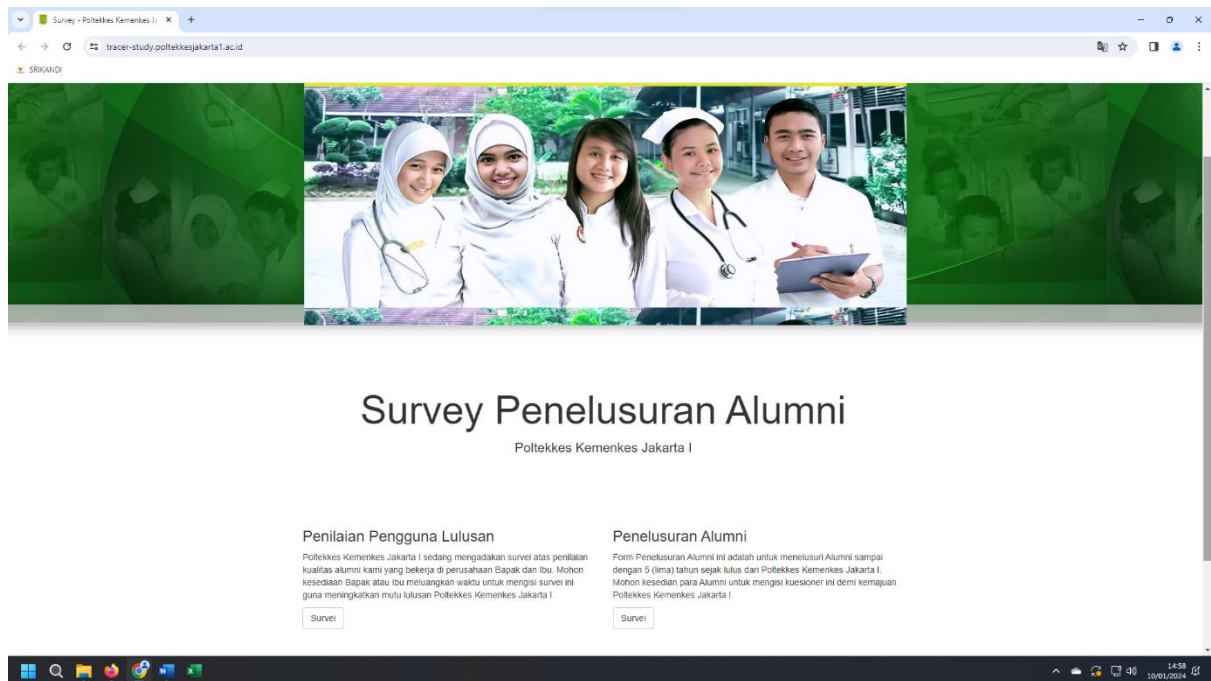 Survey - Poltekkes Kemenkes Ja
tracer-study.poltekkesjakarta1.ac.id
SRIKANDI
Survey Penelusuran Alumni
Poltekkes Kemenkes Jakarta I
Penilaian Pengguna Lulusan
Poltekkes Kemenkes Jakarta I sedang mengadakan survei atas penilaian
kualitas alumni kami yang bekerja di perusahaan Bapak dan Ibu. Mohon
kesediaan Bapak atau Ibu meluangkan waktu untuk mengisi survei ini
guna meningkatkan mutu lulusan Poltekkes Kemenkes Jakarta I.
Survei
Penelusuran Alumni
Form Penelusuran Alumni ini adalah untuk menelusuri Alumni sampai
dengan 5 (lima) tahun sejak lulus dari Poltekkes Kemenkes Jakarta I.
Mohon kesedian para Alumni untuk mengisi kuesioner ini demi kemajuan
Poltekkes Kemenkes Jakarta I.
Survei
14:58
10/01/2024